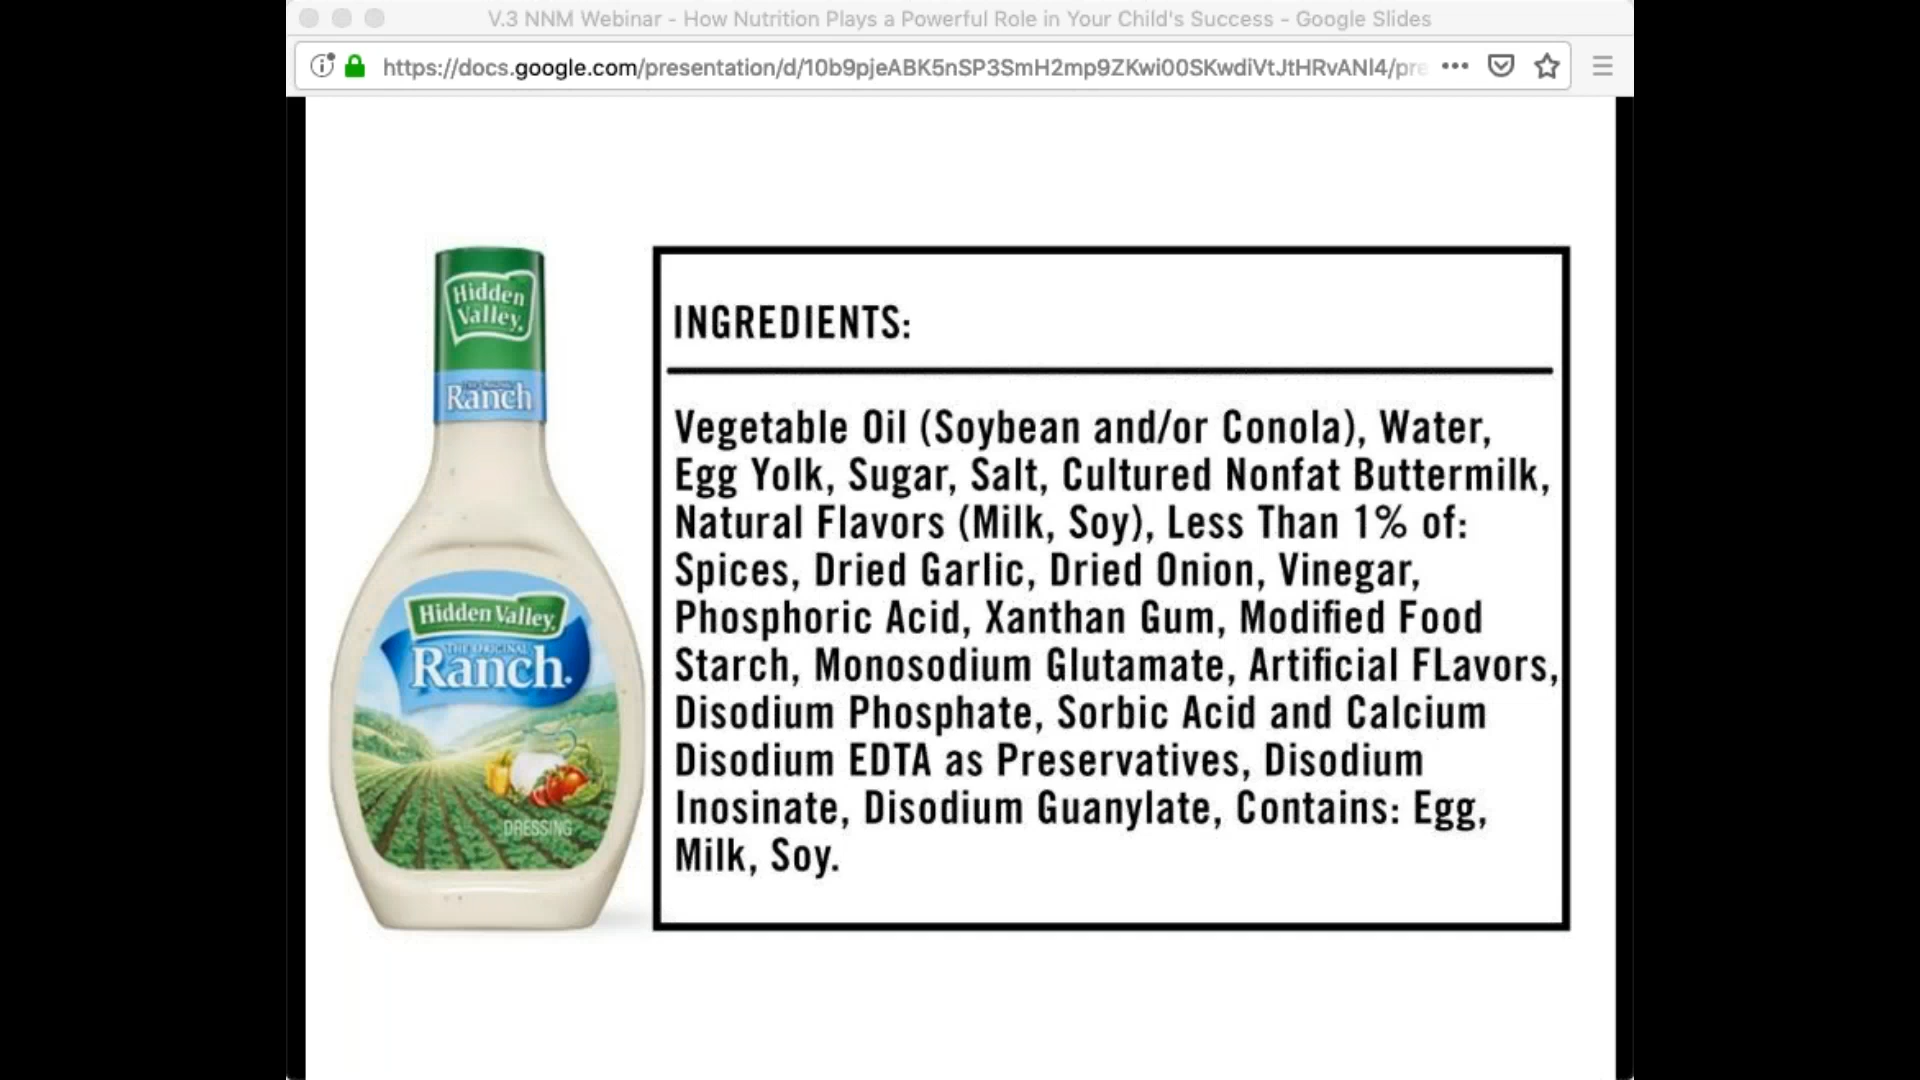 V.3 NNM Webinar - How Nutrition Plays a Powerful Role in Your Child's Success - Google Slides
https://docs.google.com/presentation/d/10b9pjeABK5nSP3SmH2mp9ZKwi00SKwdiVtJtHRvANI4/pre
Hidden
Valley.
Ranch
Hidden Valley.
THE ORIGINAL
Ranch.
DRESSING
INGREDIENTS:
Vegetable Oil (Soybean and/or Conola), Water,
Egg Yolk, Sugar, Salt, Cultured Nonfat Buttermilk,
Natural Flavors (Milk, Soy), Less Than 1% of:
Spices, Dried Garlic, Dried Onion, Vinegar,
Phosphoric Acid, Xanthan Gum, Modified Food
Starch, Monosodium Glutamate, Artificial FLavors,
Disodium Phosphate, Sorbic Acid and Calcium
Disodium EDTA as Preservatives, Disodium
Inosinate, Disodium Guanylate, Contains: Egg,
Milk, Soy.